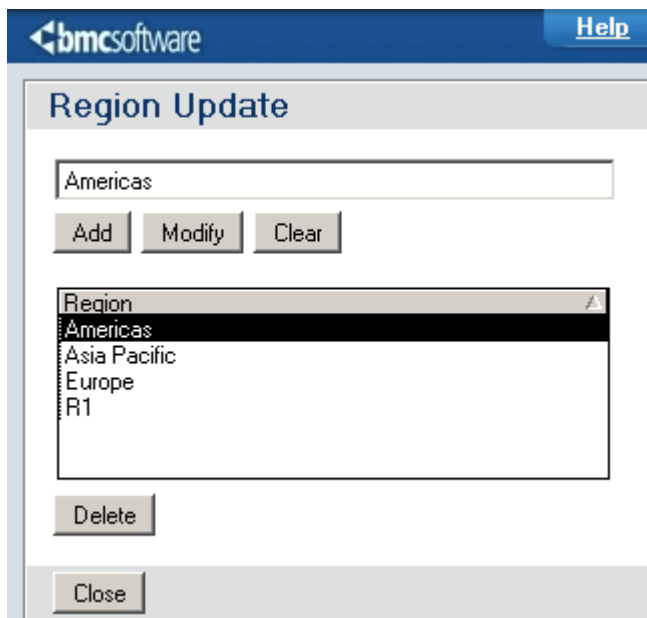 bmcsoftware Help
Region Update
Americas
Add Modify Clear
Region
Americas
Asia Pacific
Europe
R1
Delete
Close